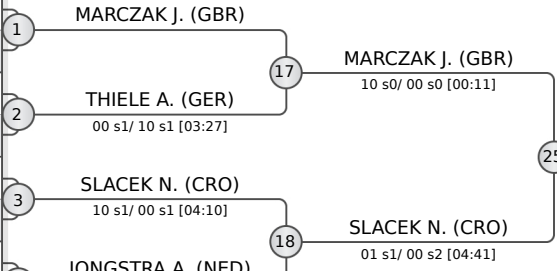 MARCZAK J. (GBR)
1
17
MARCZAK J. (GBR)
10 s0/ 00 s0 [00:11]
THIELE A. (GER)
2
00 s1/ 10 s1 [03:27]
25
SLACEK N. (CRO)
3
10 s1/ 00 s1 [04:10]
18
SLACEK N. (CRO)
01 s1/ 00 s2 [04:41]
JONGSTRA A. (NED)